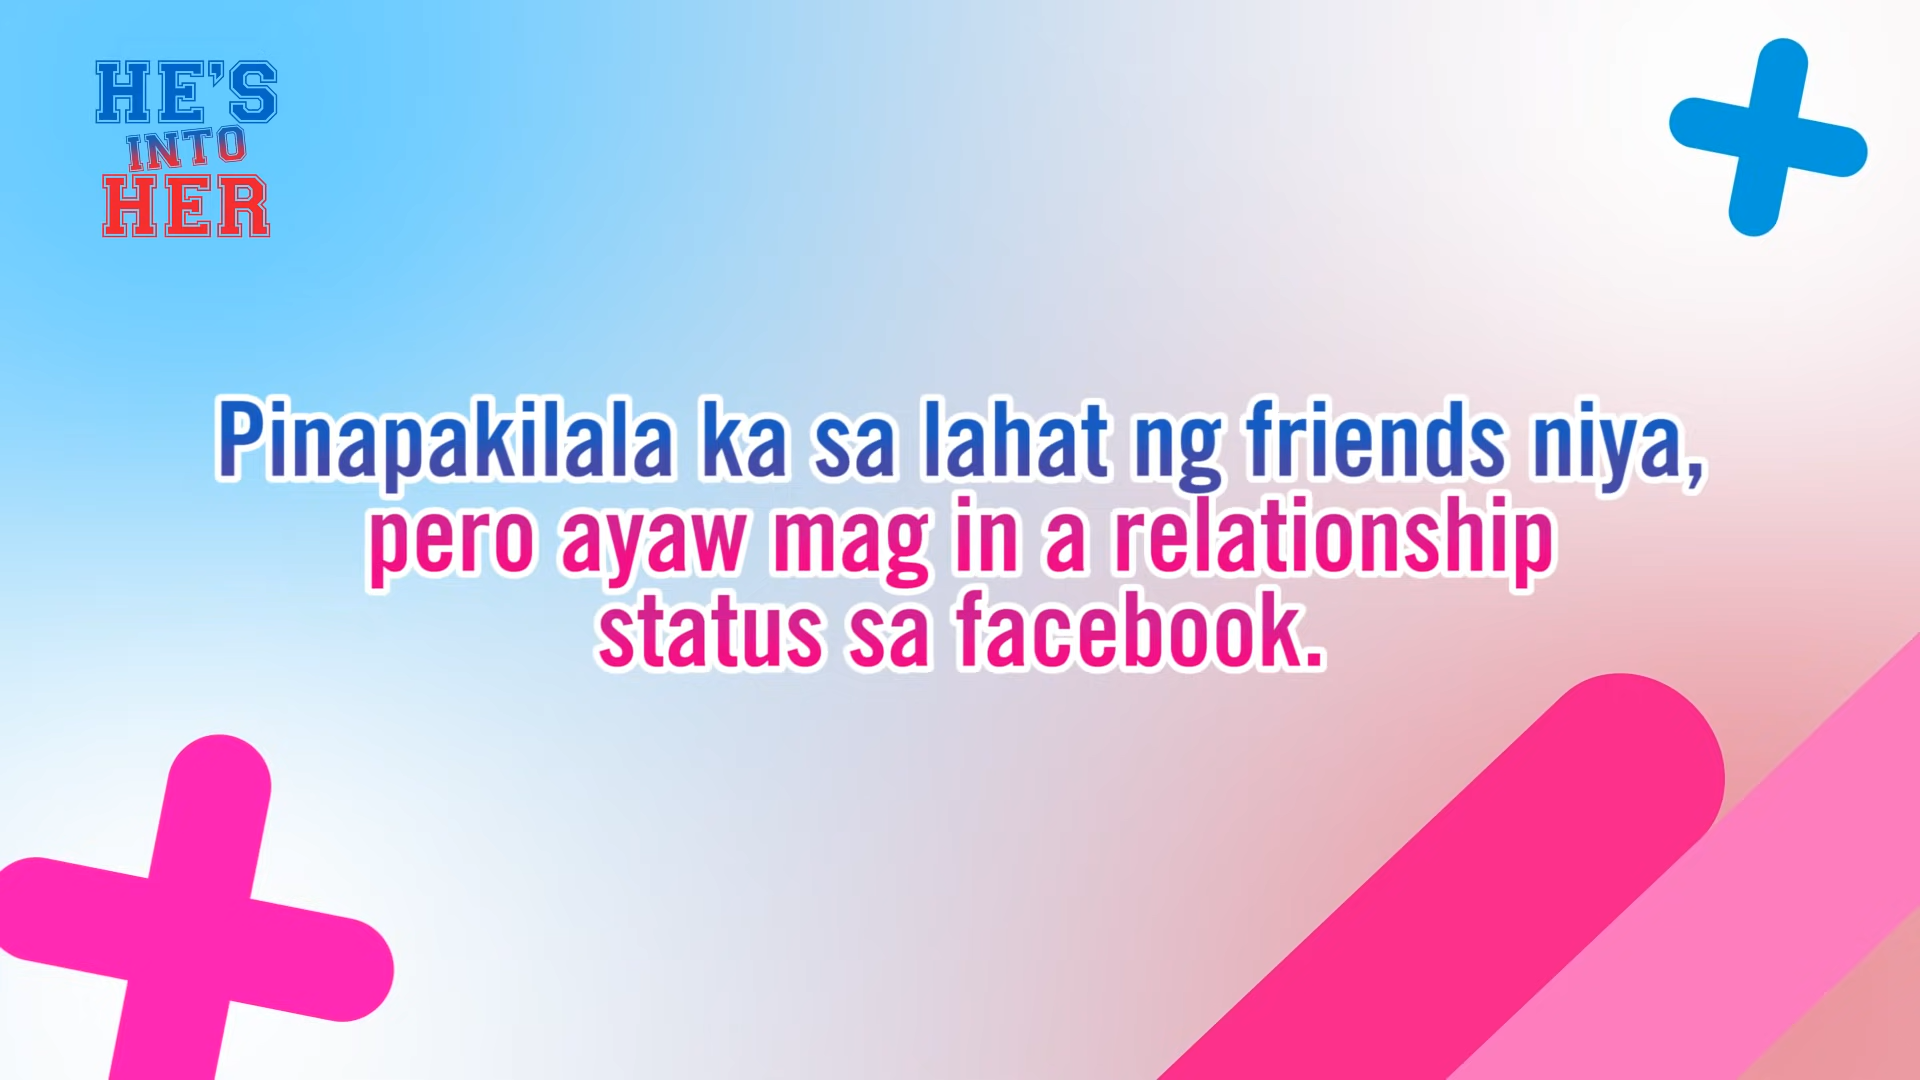 HE'S
INTO
HER
Pinapakilala ka sa lahat ng friends niya,
pero ayaw mag in a relationship
status sa facebook.